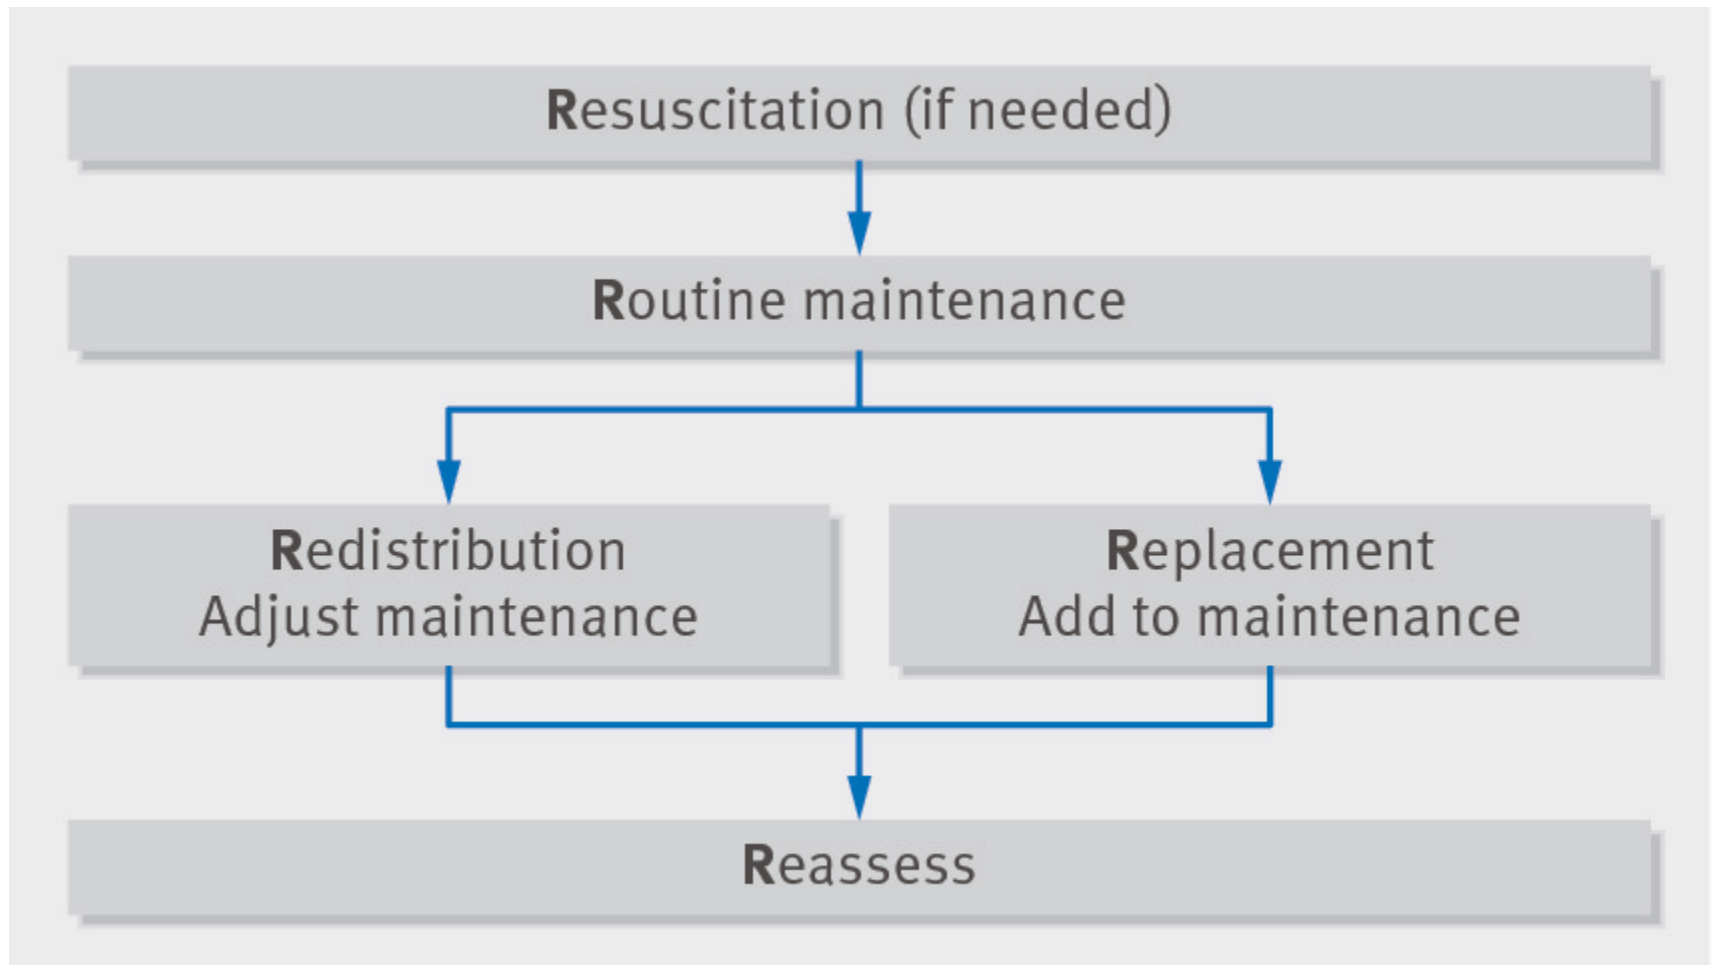 Resuscitation (if needed)
Routine maintenance
Redistribution
Adjust maintenance
Replacement
Add to maintenance
Reassess